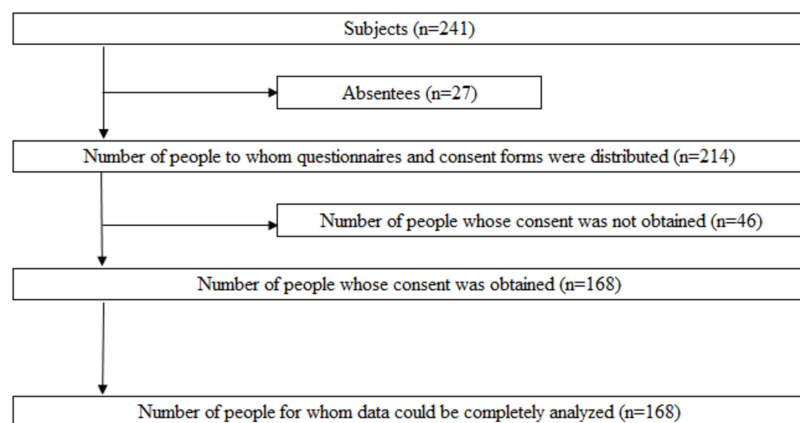 Subjects (n=241)
Absentees (n=27)
Number of people to whom questionnaires and consent forms were distributed (n=214)
Number of people whose consent was not obtained (n=46)
Number of people whose consent was obtained (n=168)
Number of people for whom data could be completely analyzed (n=168)